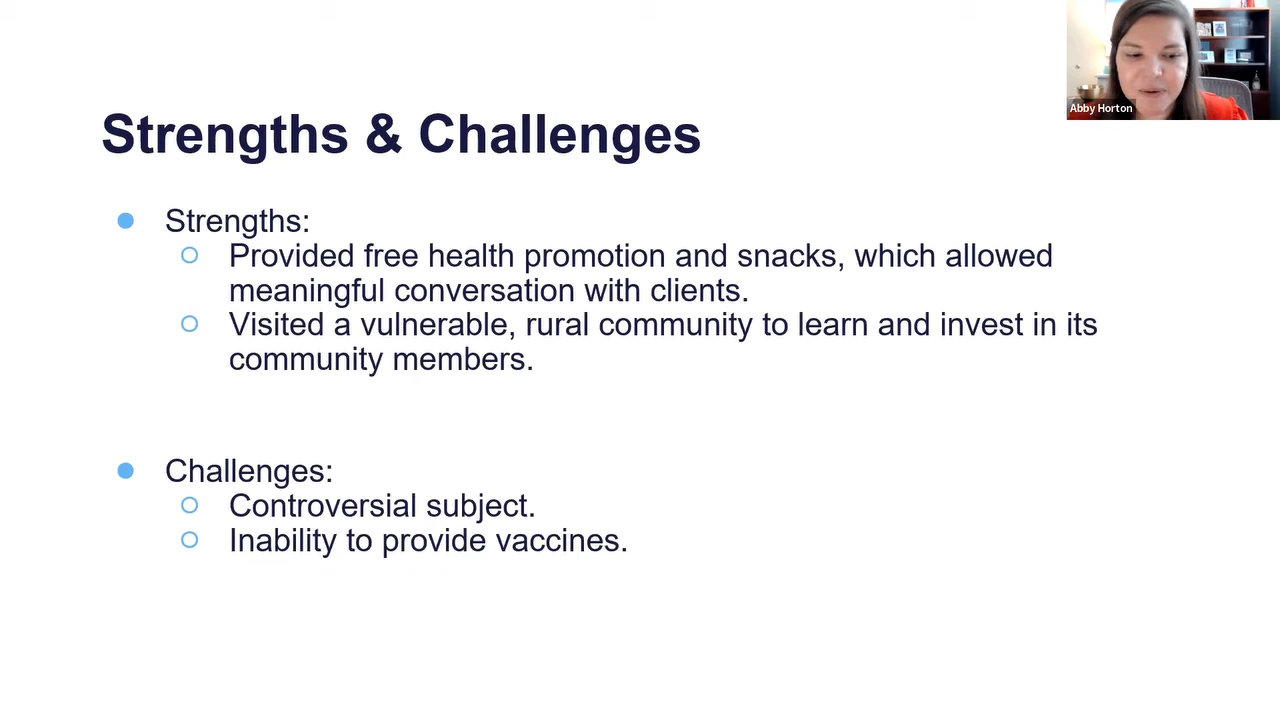 Strengths & Challenges
Strengths:
Provided free health promotion and snacks, which allowed
meaningful conversation with clients.
Visited a vulnerable, rural community to learn and invest in its
community members.
Challenges:
Controversial subject.
Inability to provide vaccines.
Abby Horton